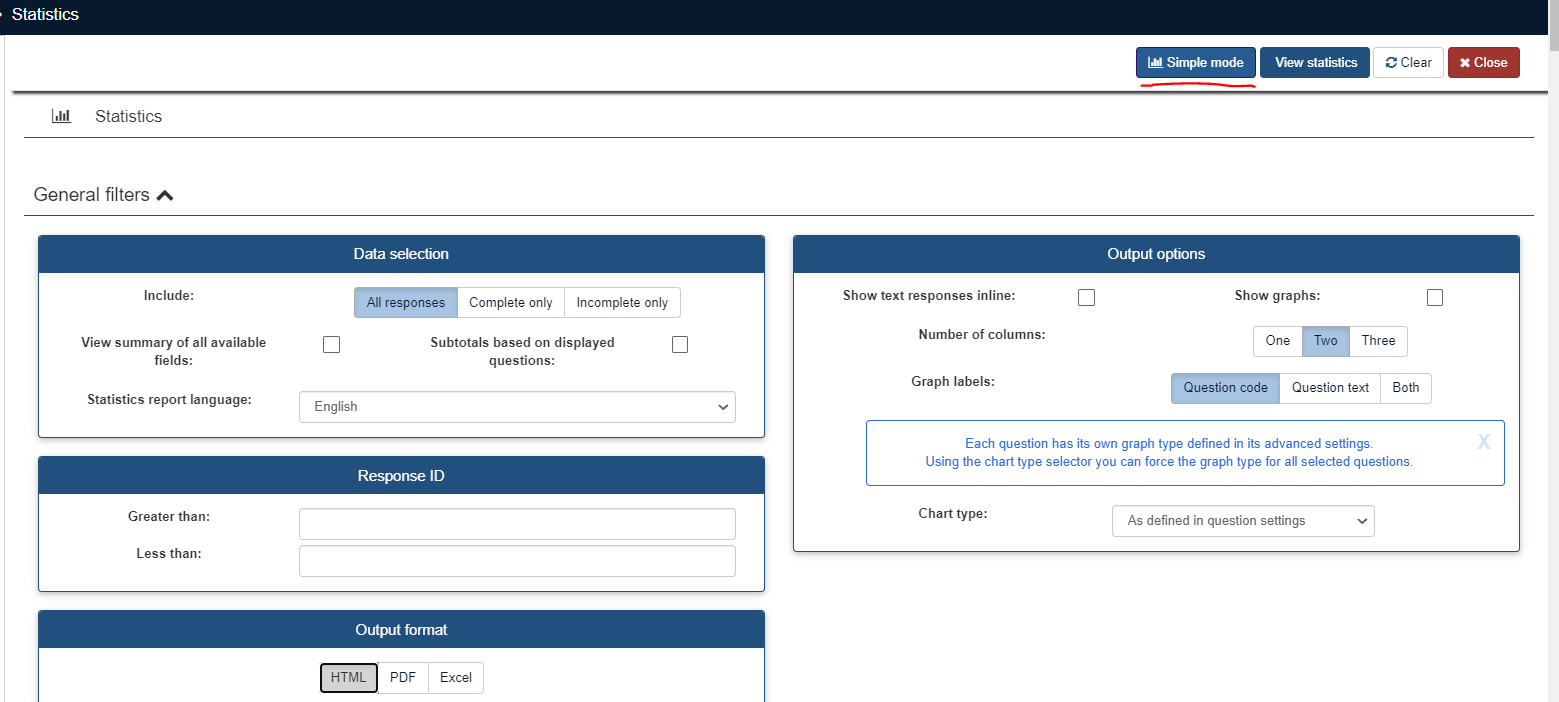 Statistics
Simple mode
View statistics
Clear
Close
Statistics
General filters
Data selection
Include:
All responses
Complete only
Incomplete only
View summary of all available
fields:
Subtotals based on displayed
questions:
Statistics report language:
English
Response ID
Greater than:
Less than:
Output format
HTML
PDF
Excel
Output options
Show text responses inline:
Show graphs:
Number of columns:
One
Two
Three
Graph labels:
Question code
Question text
Both
Each question has its own graph type defined in its advanced settings.
Using the chart type selector you can force the graph type for all selected questions.
X
Chart type:
As defined in question settings